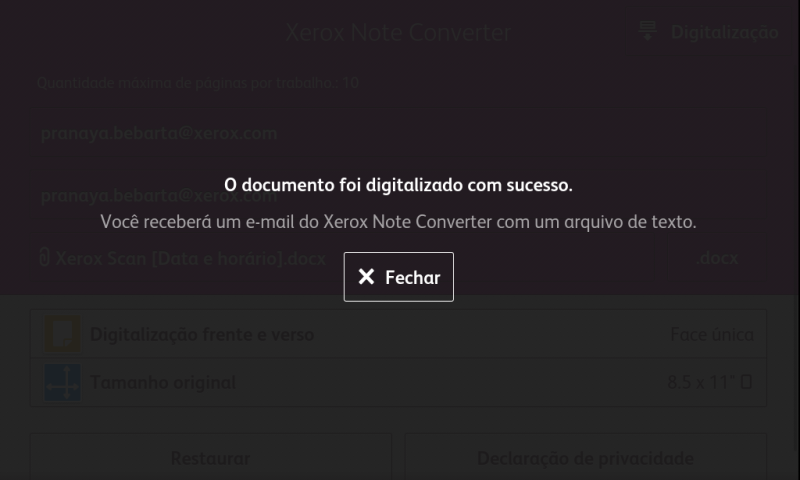 Xerox Note Converter
Digitalização
Quantidade máxima de paginas por trabalho.: 10
pranaya.bebarta@xerox.com
O documento foi digitalizado com sucesso.
pranaya.bebarta@xerox.com
Você receberá um e-mail do Xerox Note Converter com um arquivo de texto.
Xerox Scan [Data e horário].docx
.docx
Fechar
Digitalização frente e verso
Face única
Tamanho original
8.5 x 11"
Restaurar
Declaração de privacidade